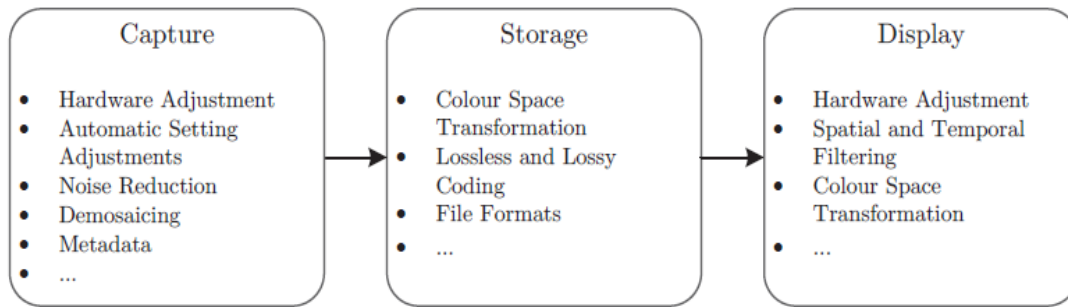 Capture
• Hardware Adjustment
• Automatic Setting
Adjustments
• Noise Reduction
• Demosaicing
• Metadata
• ...
Storage
• Colour Space
Transformation
• Lossless and Lossy
Coding
• File Formats
• ...
Display
• Hardware Adjustment
• Spatial and Temporal
Filtering
• Colour Space
Transformation
• ...